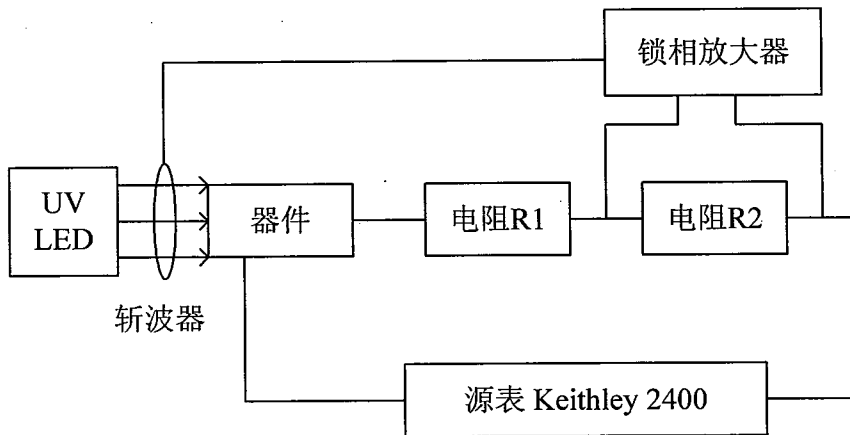 锁相放大器
UV
LED
器件
电阻R1
电阻R2
斩波器
源表 Keithley 2400